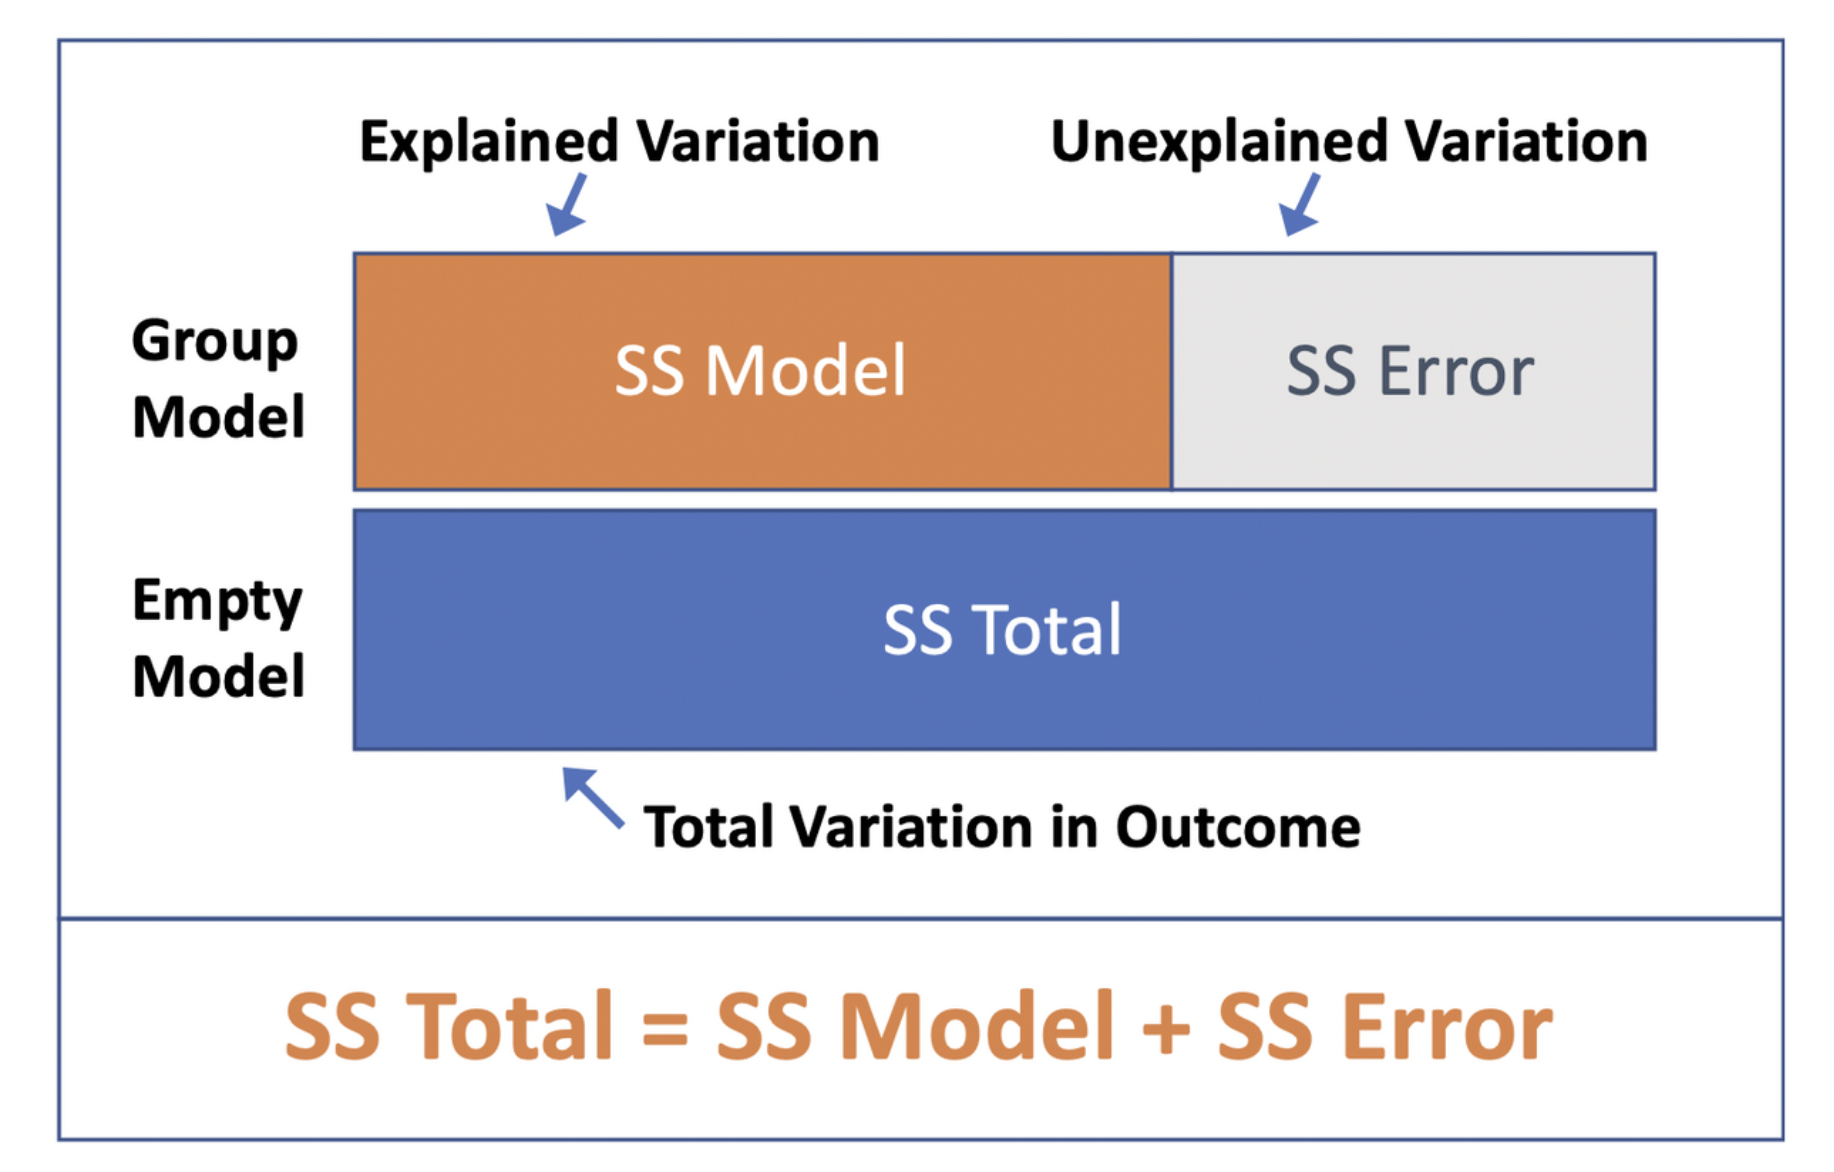 Explained Variation
Unexplained Variation
Group
Model
SS Model
SS Error
Empty
Model
SS Total
Total Variation in Outcome
SS Total = SS Model + SS Error